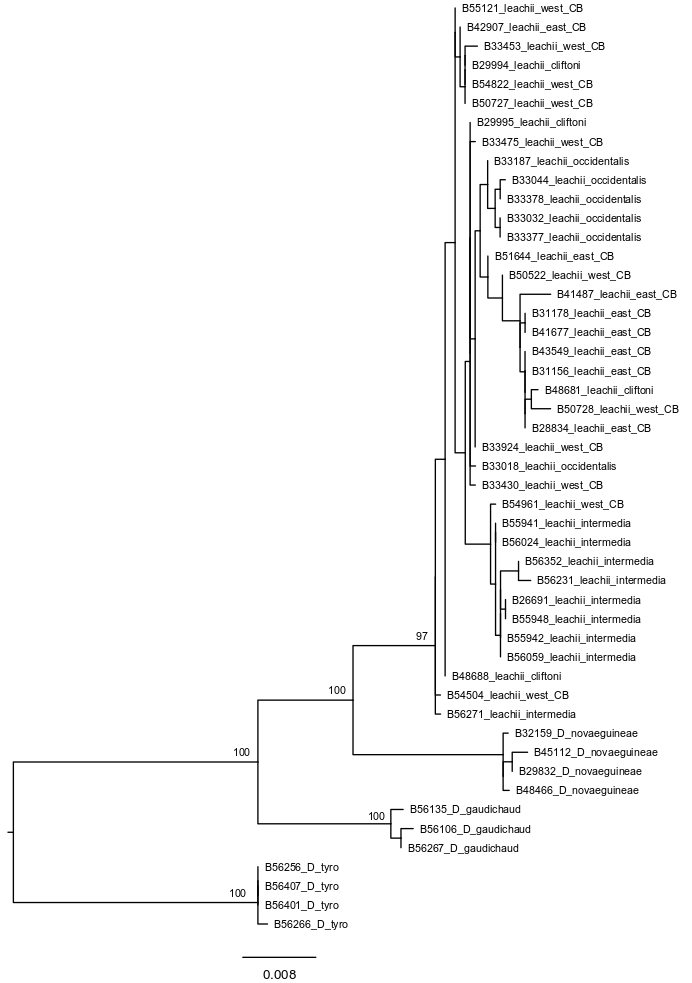 B55121_leachii_west_CB
B42907_leachii_east_CB
B33453_leachii_west_CB
B29994_leachii_cliftoni
B54822_leachii_west_CB
B50727_leachii_west_CB
B29995_leachii_cliftoni
B33475_leachii_west_CB
B33187_leachii_occidentalis
B33044_leachii_occidentalis
B33378_leachii_occidentalis
B33032_leachii_occidentalis
B33377_leachii_occidentalis
B51644_leachii_east_CB
B50522_leachii_west_CB
B41487_leachii_east_CB
B31178_leachii_east_CB
B41677_leachii_east_CB
B43549_leachii_east_CB
B31156_leachii_east_CB
B48681_leachii_cliftoni
B50728_leachii_west_CB
B28834_leachii_east_CB
B33924_leachii_west_CB
B33018_leachii_occidentalis
B33430_leachii_west_CB
B54961_leachii_west_CB
B55941_leachii_intermedia
B56024_leachii_intermedia
B56352_leachii_intermedia
B56231_leachii_intermedia
B26691_leachii_intermedia
B55948_leachii_intermedia
B55942_leachii_intermedia
97
B56059_leachii_intermedia
B48688_leachii_cliftoni
100
B54504_leachii_west_CB
B56271_leachii_intermedia
B32159_D_novaeguineae
100
B45112_D_novaeguineae
B29832_D_novaeguineae
B48466_D_novaeguineae
B56135_D_gaudichaud
100
B56106_D_gaudichaud
B56267_D_gaudichaud
B56256_D_tyro
B56407_D_tyro
100
B56401_D_tyro
B56266_D_tyro
0.008